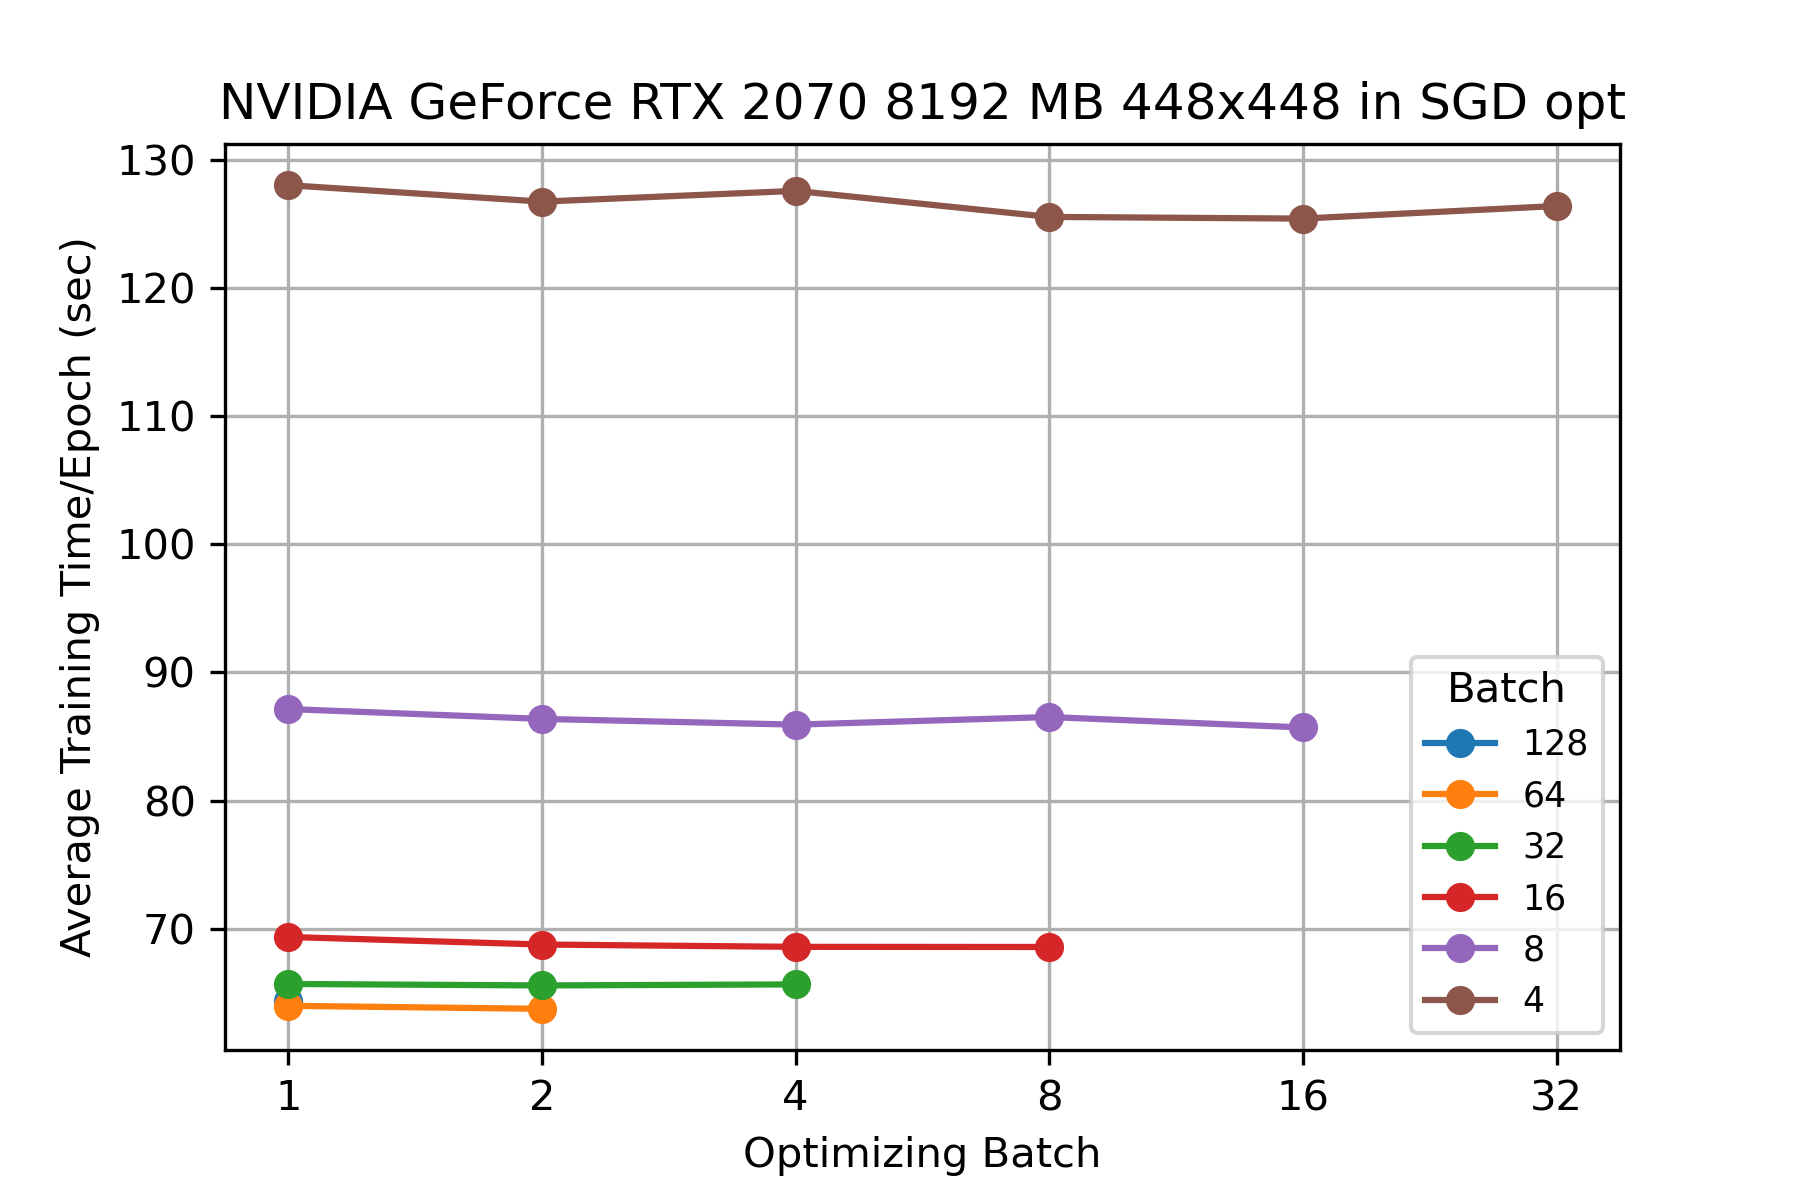 NVIDIA GeForce RTX 2070 8192 MB 448x448 in SGD opt
Average Training Time/Epoch (sec)
130
120
110
100
90
80
70
Batch
128
64
32
16
8
4
1 2 4 8 16 32
Optimizing Batch